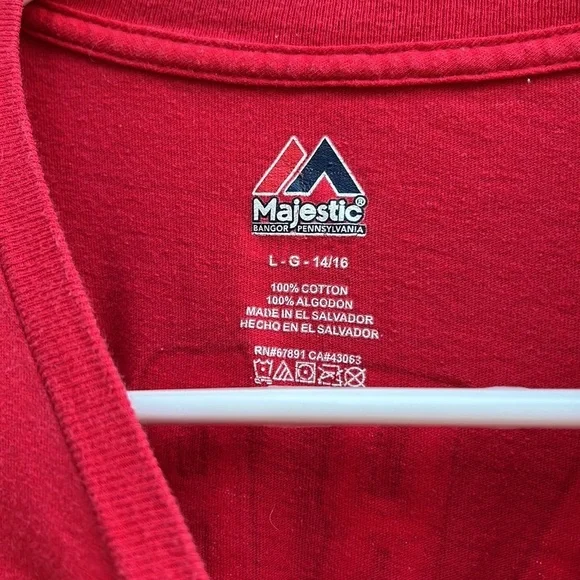 Majestic®
BANGOR, PENNSYLVANIA
L - G - 14/16
100% COTTON
100% ALGODON
MADE IN EL SALVADOR
HECHO EN EL SALVADOR
RN#67891 CA#43063